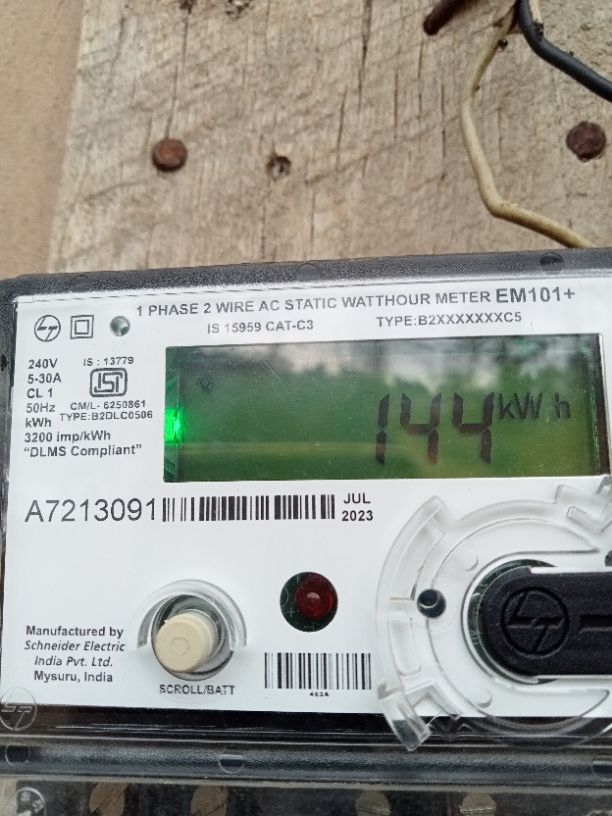 1 PHASE 2 WIRE AC STATIC WATTHOUR METER EM101+
IS 15959 CAT-C3 TYPE:B2XXXXXXXC5
240V
5-30A
CL 1
50Hz
kWh
3200 imp/kWh
"DLMS Compliant"
IS : 13779
ISI
CM/L- 6250861
TYPE:B2DLC0506
144 kWh
A7213091
JUL
2023
Manufactured by
Schneider Electric
India Pvt. Ltd.
Mysuru, India
SCROLL/BATT